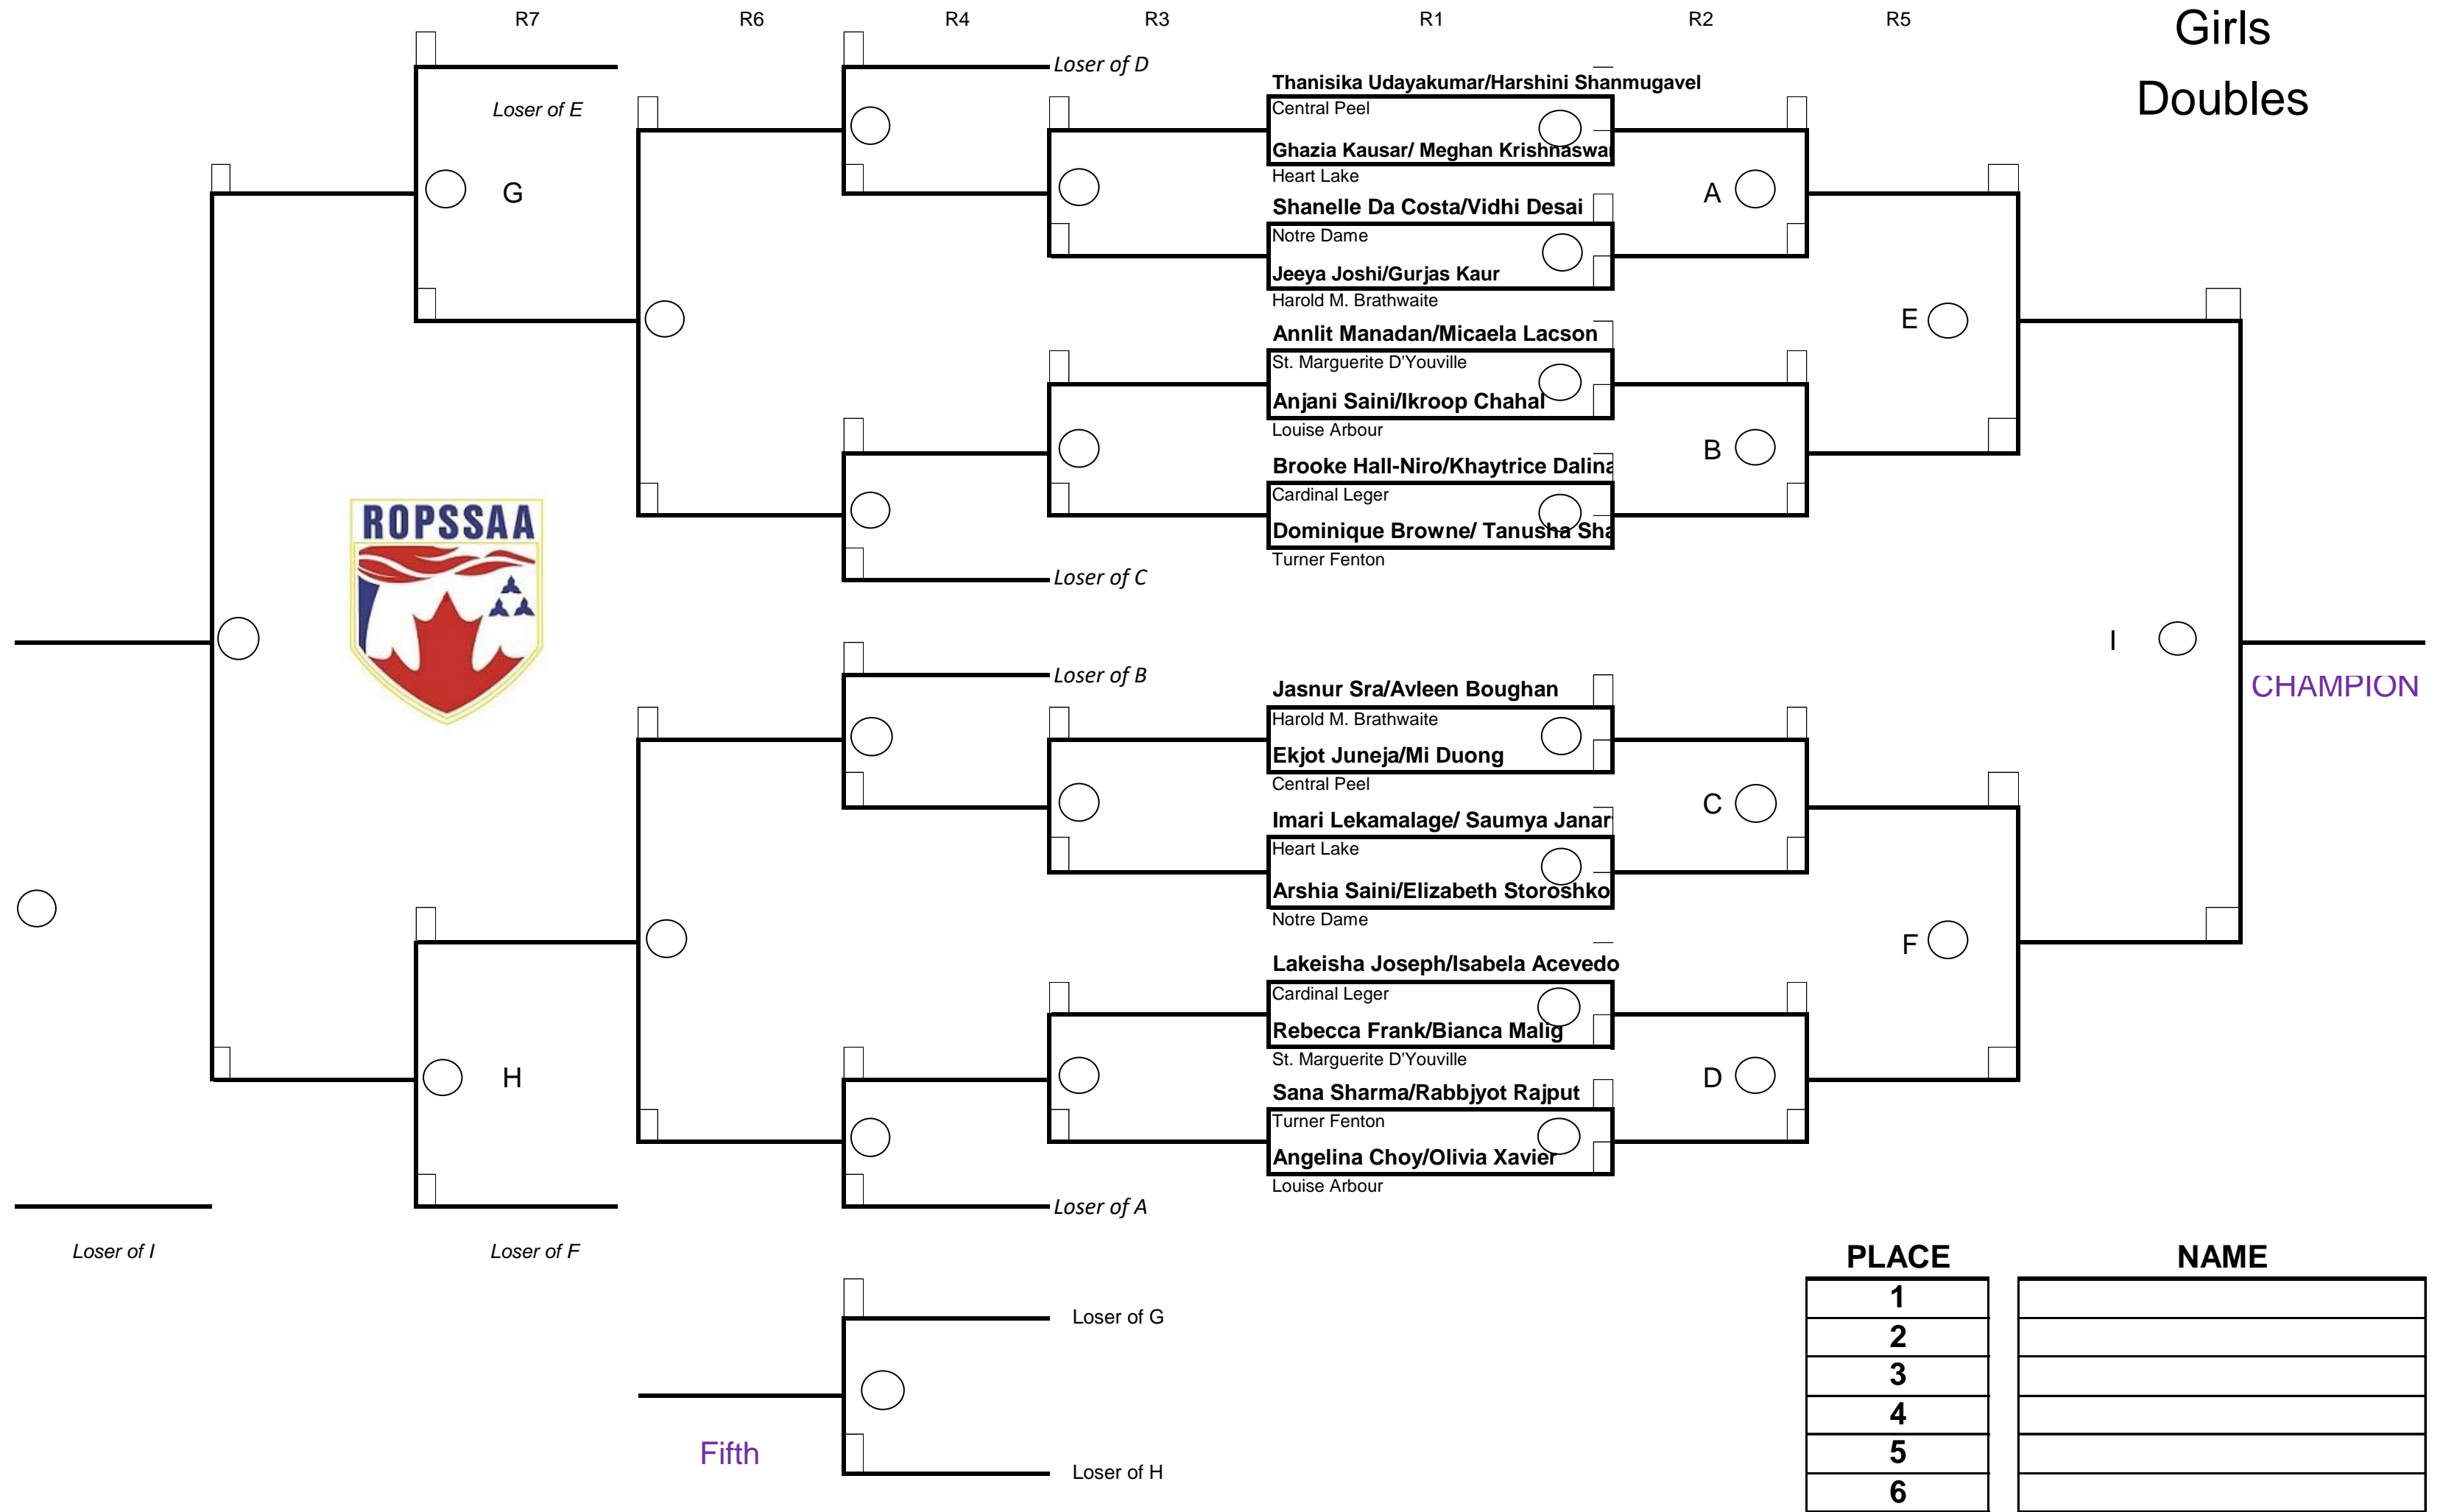 R7 R6 R4 R3 R1 R2 R5
Girls
Doubles
Loser of D
Loser of E
Thanisika Udayakumar/Harshini Shanmugavel
Central Peel
Ghazia Kausar/ Meghan
Heart Lake
Shanelle Da Costa/Vidhi Desai
Notre Dame
Jeeya Joshi/Gurjas Kaur
Harold M. Brathwaite
G
A
Annlit Manadan/Micaela Lacson
St. Marguerite D'Youville
Anjani Saini/Ikroop Chahal
Louise Arbour
E
B
Brooke Hall-Niro/Khaytrice
Cardinal Leger
Dominique Browne/ Tanusha
Turner Fenton
Loser of C
ROPSSAA
Loser of B
Jasnur Sra/Avleen Boughan
Harold M. Brathwaite
Ekjot Juneja/Mi Duong
Central Peel
I
CHAMPION
C
Imari Lekamalage/ Saumya
Heart Lake
Arshia Saini/Elizabeth Storoshko
Notre Dame
F
Lakeisha Joseph/Isabela Acevedo
Cardinal Leger
Rebecca Frank/Bianca Malig
St. Marguerite D'Youville
H
D
Sana Sharma/Rabbjyot Rajput
Turner Fenton
Angelina Choy/Olivia Xavier
Louise Arbour
Loser of A
Loser of I
Loser of F
Loser of G
Fifth
Loser of H
PLACE NAME
1
2
3
4
5
6